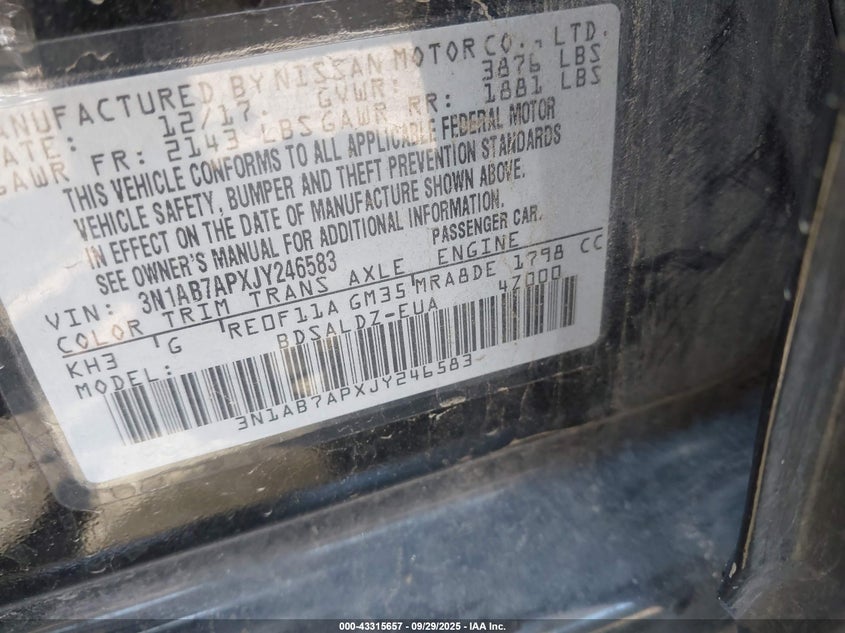 MANUFACTURED BY NISSAN MOTOR CO., LTD.
DATE: 12/17 GVWR: 3876 LBS
GAWR FR: 2143 LBS GAWR RR: 1881 LBS
THIS VEHICLE CONFORMS TO ALL APPLICABLE FEDERAL MOTOR
VEHICLE SAFETY, BUMPER AND THEFT PREVENTION STANDARDS
IN EFFECT ON THE DATE OF MANUFACTURE SHOWN ABOVE.
SEE OWNER'S MANUAL FOR ADDITIONAL INFORMATION.
VIN: 3N1AB7APXJY246583 PASSENGER CAR.
COLOR TRIM TRANS AXLE ENGINE
KH3 G RE0F11A GM35 MRA8DE 1798 CC
MODEL: BDSALDZ-EUA 4Z000
3N1AB7APXJY246583
000-43315657 - 09/29/2025 - IAA Inc.